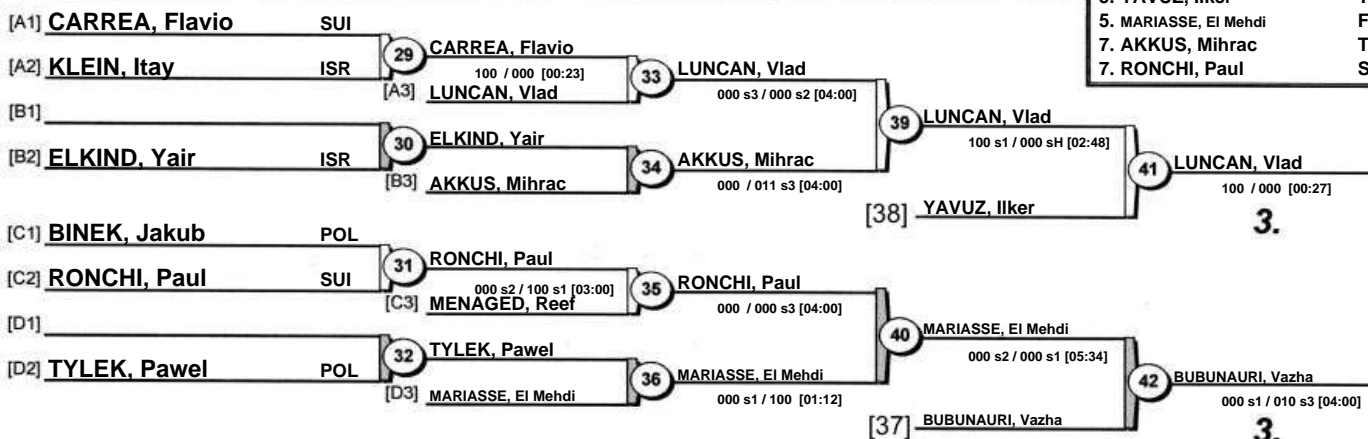 3. YAVUZ, Ilker
5. MARIASSE, El Mehdi F
7. AKKUS, Mihrac T
7. RONCHI, Paul S
[A1] CARREA, Flavio SUI
[A2] KLEIN, Itay ISR
29
CARREA, Flavio
100 / 000 [00:23]
[A3] LUNCAN, Vlad
33
LUNCAN, Vlad
000 s3 / 000 s2 [04:00]
[B1]
[B2] ELKIND, Yair ISR
30
ELKIND, Yair
[B3] AKKUS, Mihrac
34
AKKUS, Mihrac
000 / 011 s3 [04:00]
39
LUNCAN, Vlad
100 s1 / 000 sH [02:48]
[38] YAVUZ, Ilker
41
LUNCAN, Vlad
100 / 000 [00:27]
3.
[C1] BINEK, Jakub POL
[C2] RONCHI, Paul SUI
31
RONCHI, Paul
000 s2 / 100 s1 [03:00]
[C3] MENAGED, Reef
35
RONCHI, Paul
000 / 000 s3 [04:00]
[D1]
[D2] TYLEK, Pawel POL
32
TYLEK, Pawel
[D3] MARIASSE, El Mehdi
36
MARIASSE, El Mehdi
000 s1 / 100 [01:12]
40
MARIASSE, El Mehdi
000 s2 / 000 s1 [05:34]
[37] BUBUNAURI, Vazha
42
BUBUNAURI, Vazha
000 s1 / 010 s3 [04:00]
3.